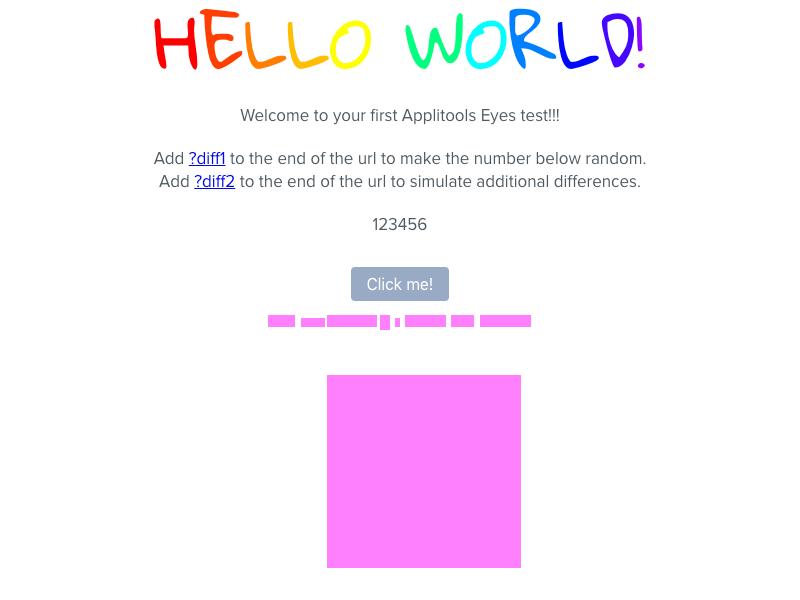 HELLO WORLD!
Welcome to your first Applitools Eyes test!!!
Add ?diff1 to the end of the url to make the number below random.
Add ?diff2 to the end of the url to simulate additional differences.
123456
Click me!